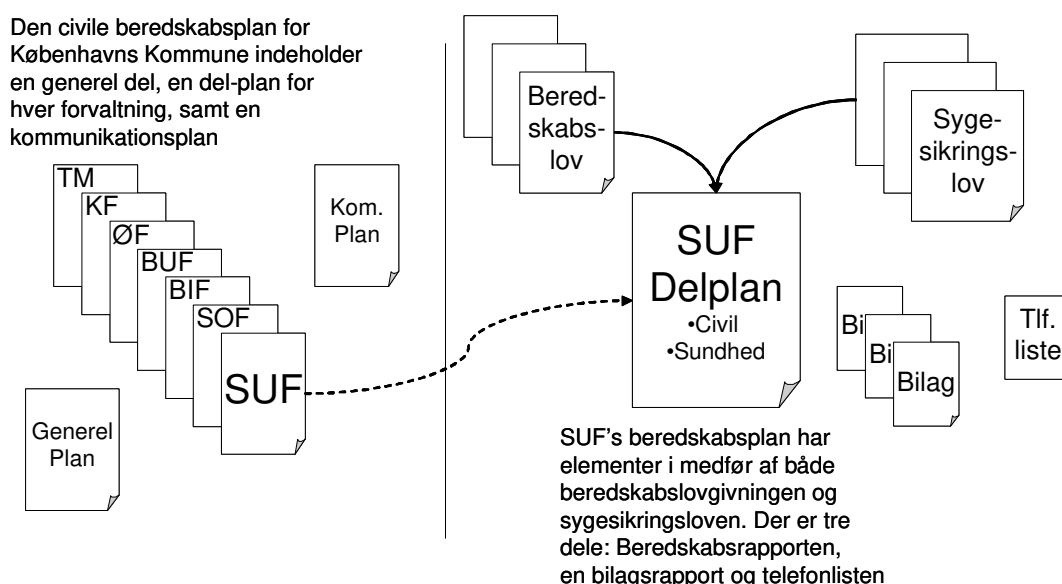 Den civile beredskabsplan for
Københavns Kommune indeholder
en generel del, en del-plan for
hver forvaltning, samt en
kommunikationsplan
TM
KF
ØF
BUF
BIF
SOF
SUF
Kom.
Plan
Generel
Plan
Bered-
skabs-
lov
Syge-
sikrings-
lov
SUF
Delplan
•Civil
•Sundhed
Bi
Bi
Bilag
Tlf.
liste
SUF's beredskabsplan har
elementer i medfør af både
beredskabslovgivningen og
sygesikringsloven. Der er tre
dele: Beredskabsrapporten,
en bilagsrapport og telefonlisten